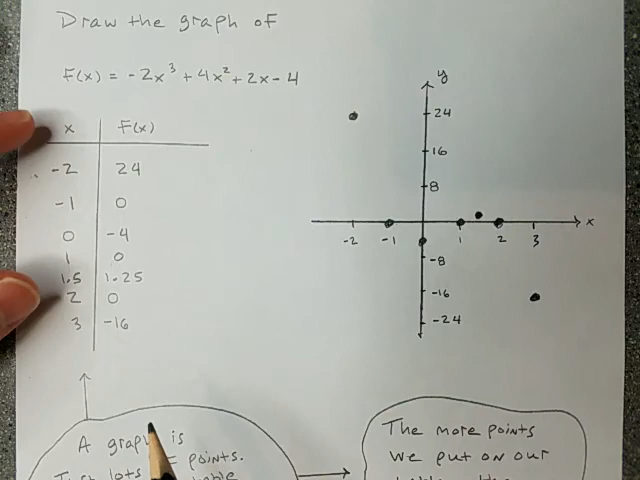 Draw the graph of
F(x) = -2x³ + 4x² + 2x - 4
x F(x)
-2 24
-1 0
0 -4
1 0
1.5 1.25
2 0
3 -16
y
24
16
8
-2 -1 1 2 3 x
-8
-16
-24
A graph is
lots points.
The more points
we put on our